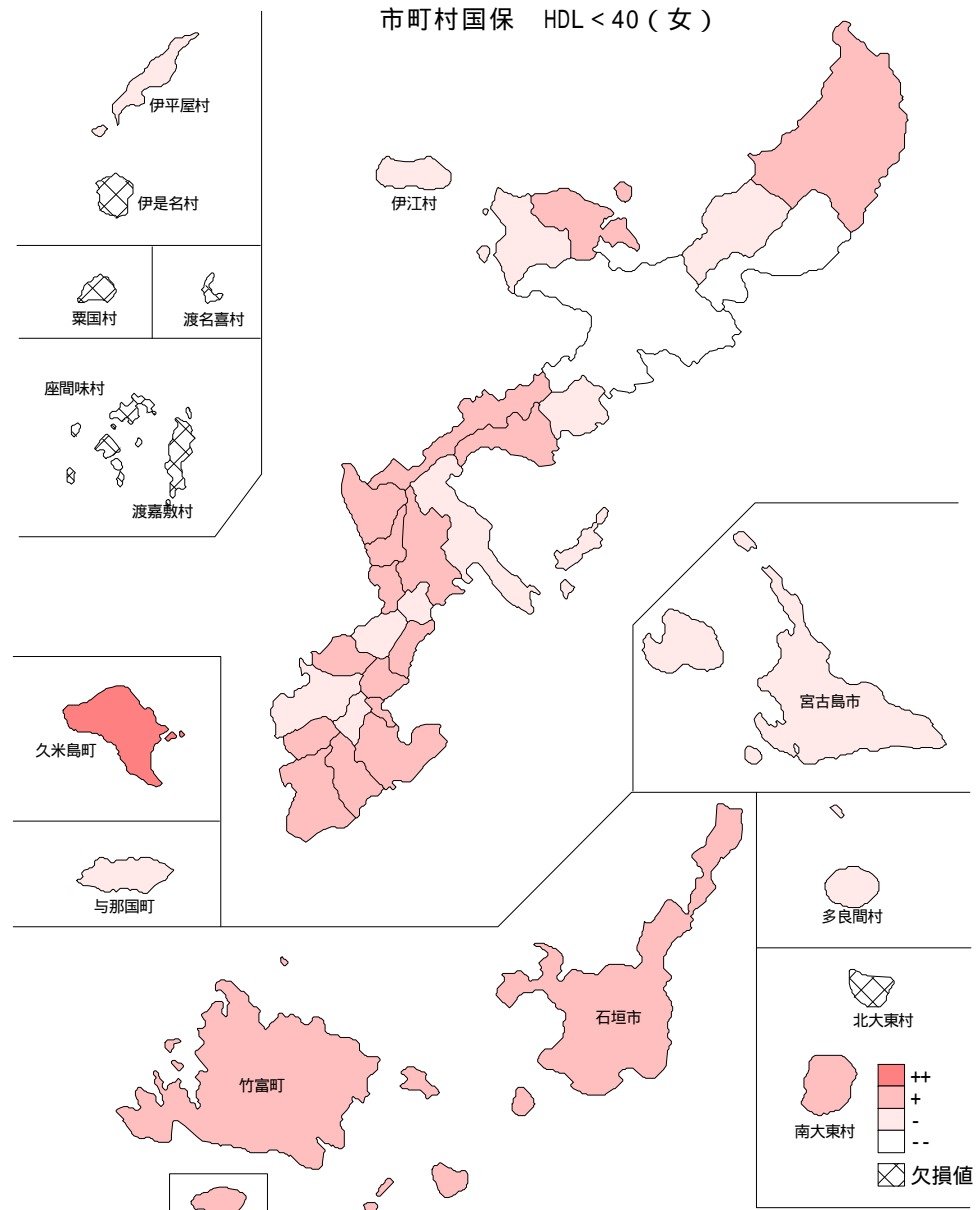 市町村国保 HDL＜40（女）
伊平屋村
伊是名村
伊江村
粟国村
渡名喜村
座間味村
渡嘉敷村
宮古島市
久米島町
与那国町
多良間村
北大東村
石垣市
竹富町
南大東村
++
+
-
--
欠損値